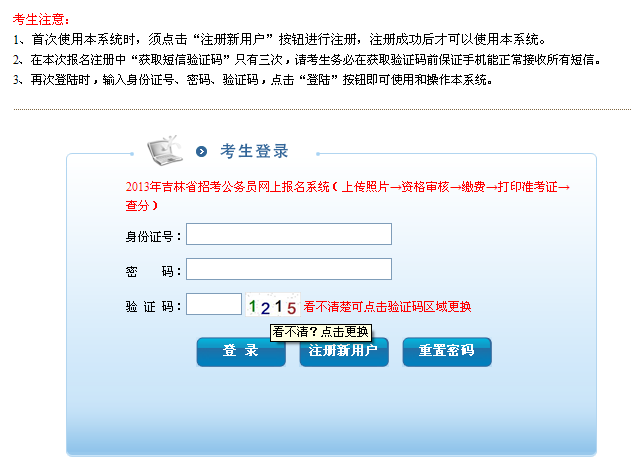 考生注意：
1、首次使用本系统时，须点击“注册新用户”按钮进行注册，注册成功后才可以使用本系统。
2、在本次报名注册中“获取短信验证码”只有三次，请考生务必在获取验证码前保证手机能正常接收所有短信。
3、再次登陆时，输入身份证号、密码、验证码，点击“登陆”按钮即可使用和操作本系统。
考生登录
2013年吉林省招考公务员网上报名系统（上传照片→资格审核→缴费→打印准考证→
查分）
身份证号：
密 码：
验 证 码： 1215 看不清楚可点击验证码区域更换
看不清？点击更换
登 录 注册新用户 重置密码